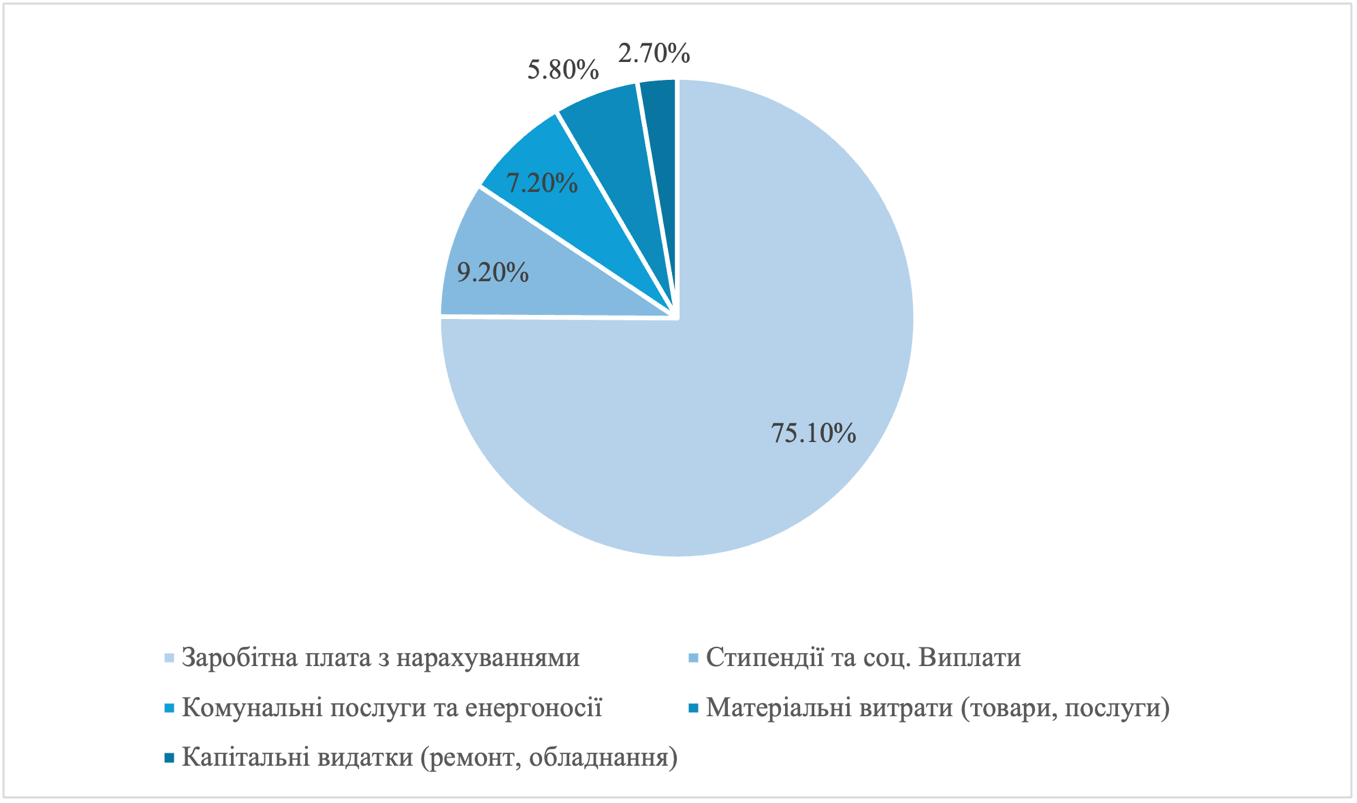 2.70%
5.80%
7.20%
9.20%
75.10%
Заробітна плата з нарахуваннями
Стипендії та соц. Виплати
Комунальні послуги та енергоносії
Матеріальні витрати (товари, послуги)
Капітальні видатки (ремонт, обладнання)